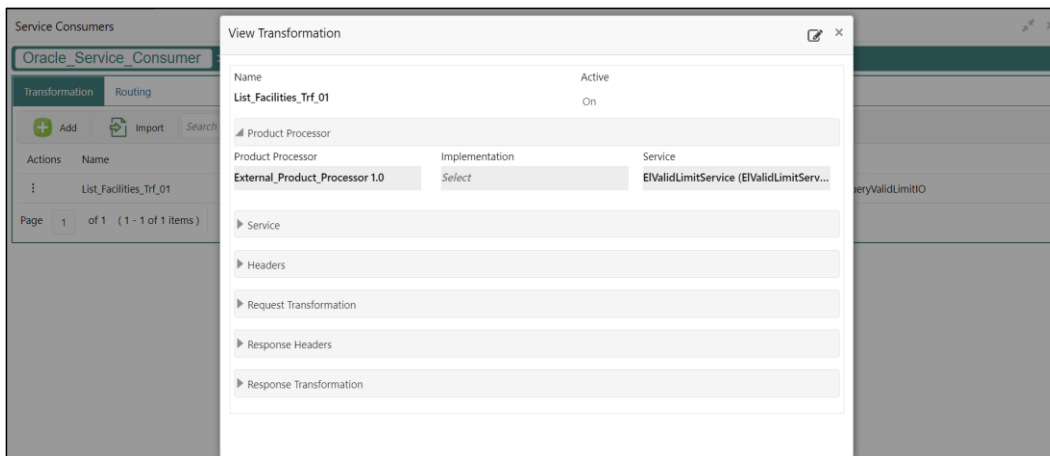 Service Consumers
Oracle_Service_Consumer
Transformation Routing
Add Import Search
Actions Name
List_Facilities_Trf_01
Page 1 of 1 ( 1 - 1 of 1 items )
View Transformation
Name Active
List_Facilities_Trf_01 On
Product Processor
Product Processor Implementation Service
External_Product_Processor 1.0 Select ElValidLimitService (ElValidLimitServ...
Service
Headers
Request Transformation
Response Headers
Response Transformation